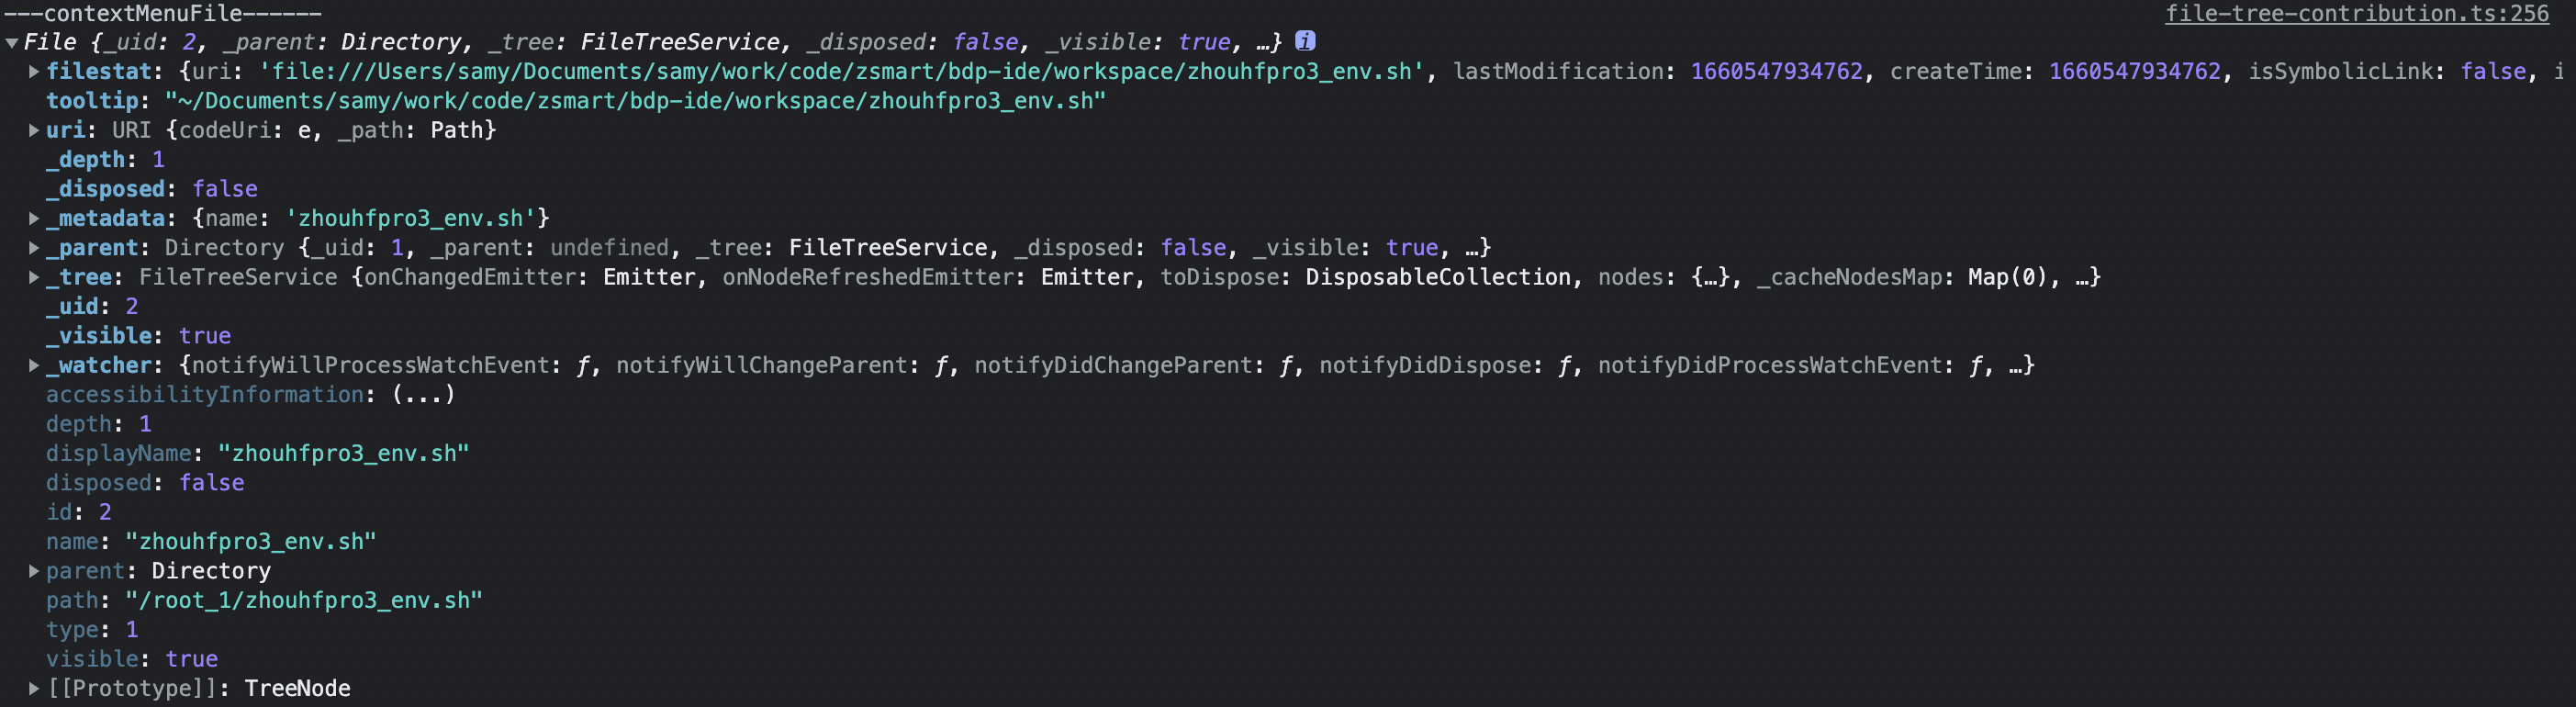 ---contextMenuFile------ file-tree-contribution.ts:256
▼File {_uid: 2, _parent: Directory, _tree: FileTreeService, _disposed: false, _visible: true, …} i
▶filestat: {uri: 'file:///Users/samy/Documents/samy/work/code/zsmart/bdp-ide/workspace/zhouhfpro3_env.sh', lastModification: 1660547934762, createTime: 1660547934762, isSymbolicLink: false, i
tooltip: "~/Documents/samy/work/code/zsmart/bdp-ide/workspace/zhouhfpro3_env.sh"
▶uri: URI {codeUri: e, _path: Path}
_depth: 1
_disposed: false
▶_metadata: {name: 'zhouhfpro3_env.sh'}
▶_parent: Directory {_uid: 1, _parent: undefined, _tree: FileTreeService, _disposed: false, _visible: true, …}
▶_tree: FileTreeService {onChangedEmitter: Emitter, onNodeRefreshedEmitter: Emitter, toDispose: DisposableCollection, nodes: {…}, _cacheNodesMap: Map(0), …}
_uid: 2
_visible: true
▶_watcher: {notifyWillProcessWatchEvent: ƒ, notifyWillChangeParent: ƒ, notifyDidChangeParent: ƒ, notifyDidDispose: ƒ, notifyDidProcessWatchEvent: ƒ, …}
accessibilityInformation: (...)
depth: 1
displayName: "zhouhfpro3_env.sh"
disposed: false
id: 2
name: "zhouhfpro3_env.sh"
▶parent: Directory
path: "/root_1/zhouhfpro3_env.sh"
type: 1
visible: true
▶[[Prototype]]: TreeNode